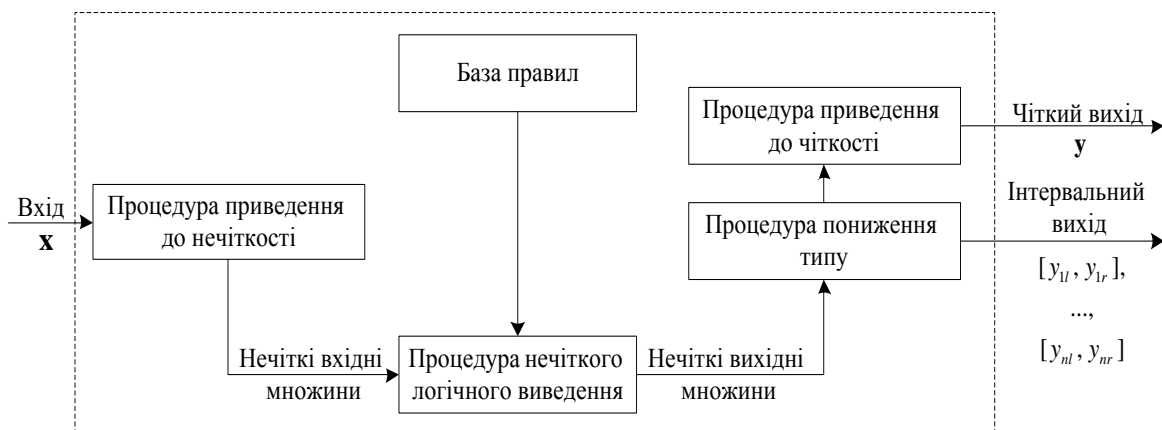 База правил
Процедура приведення
до чіткості
Чіткий вихід
y
Вхід
x
Процедура приведення
до нечіткості
Процедура пониження
типу
Інтервальний
вихід
[y1l, y1r],
...,
[ynl, ynr]
Нечіткі вхідні
множини
Процедура нечіткого
логічного виведення
Нечіткі вихідні
множини